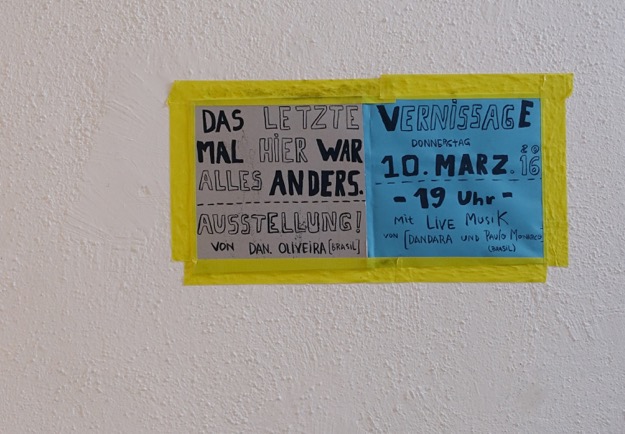 DAS LETZTE
MAL HiER WAR
ALLES ANDERS.
AUSSTELLUNG!
VON DAN. OLIVEIRA [BRASIL]
VERNISSAGE
DONNERSTAG
10. MARZ. 2016
- 19 Uhr -
Mit LiVE MUSiK
VON [DANDARA UND PAULO
(BRASIL)